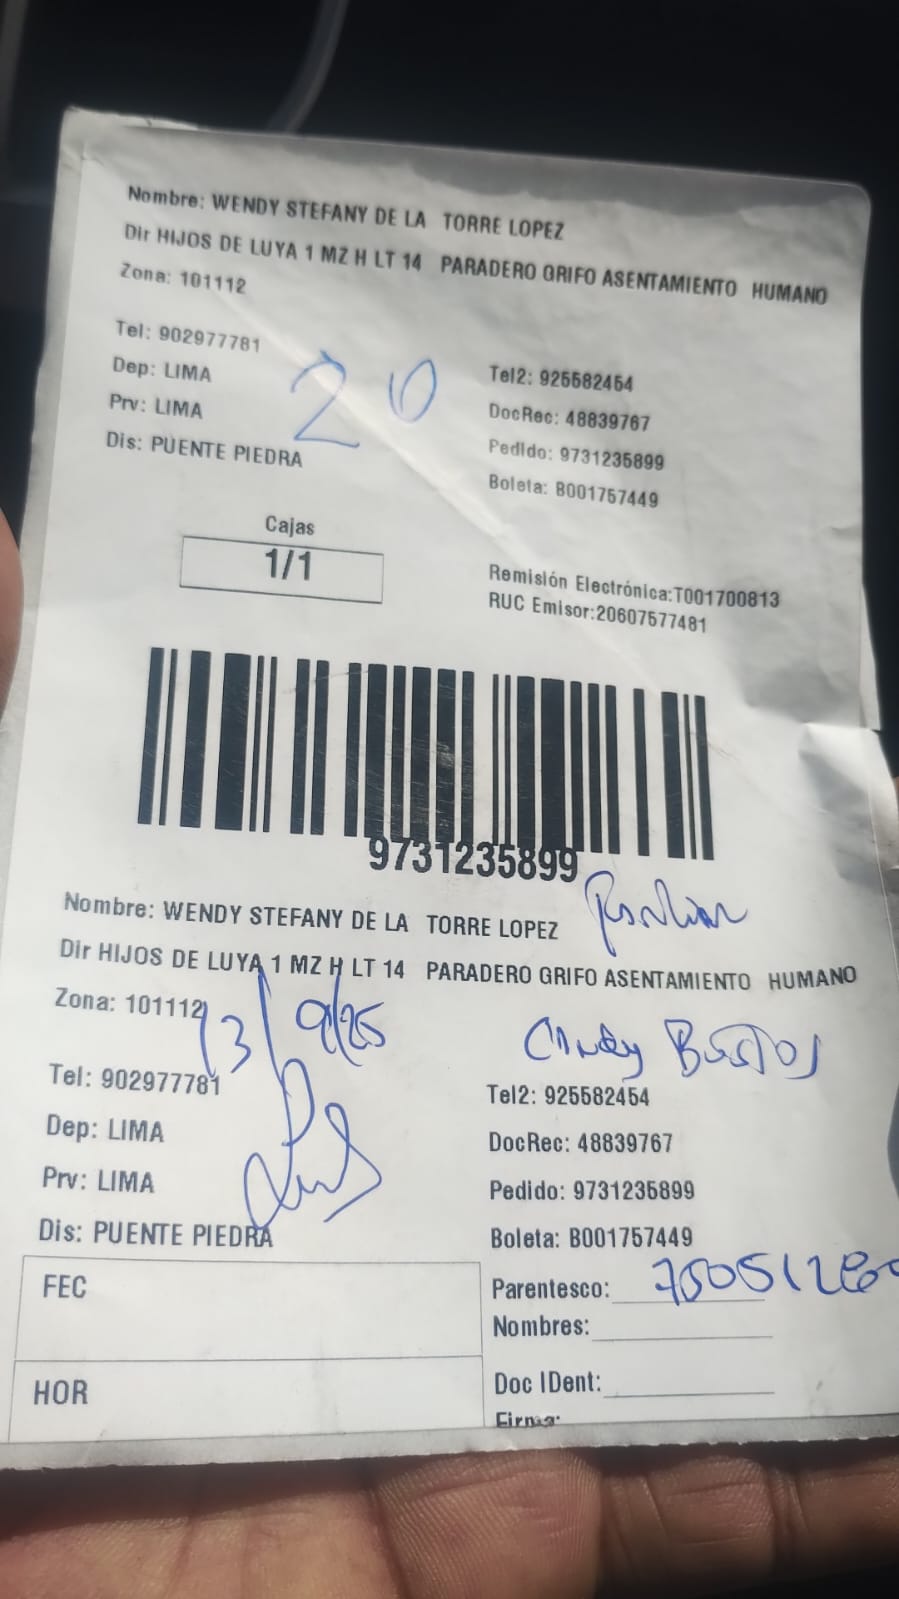 Nombre: WENDY STEFANY DE LA TORRE LOPEZ
Dir HIJOS DE LUYA 1 MZ H LT 14 PARADERO GRIFO ASENTAMIENTO HUMANO
Zona: 101112
Tel: 902977781
Tel2: 925582454
Dep: LIMA
20
DocRec: 48839767
Prv: LIMA
Pedido: 9731235899
Dis: PUENTE PIEDRA
Boleta: B001757449
Cajas
1/1
Remisión Electrónica:T001700813
RUC Emisor:20607577481
9731235899
Nombre: WENDY STEFANY DE LA TORRE LOPEZ
Dir HIJOS DE LUYA 1 MZ H LT 14 PARADERO GRIFO ASENTAMIENTO HUMANO
Zona: 101112
13/9/25
Cindy Bustos
Tel: 902977781
Tel2: 925582454
Dep: LIMA
DocRec: 48839767
Prv: LIMA
Pedido: 9731235899
Dis: PUENTE PIEDRA
Boleta: B001757449
FEC
Parentesco:
Nombres:
HOR
Doc IDent:
Firma: